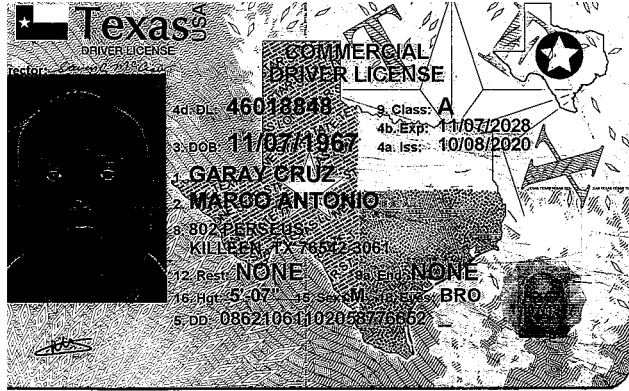 Texas USA
DRIVER LICENSE
COMMERCIAL
DRIVER LICENSE
4d. DL: 46018848 9. Class: A
4b. Exp: 11/07/2028
3. DOB: 11/07/1967 4a. Iss: 10/08/2020
1. GARAY CRUZ
2. MARCO ANTONIO
8. 802 PERSEUS
KILLEEN, TX 76542-3061
12. Rest: NONE 9a. End: NONE
16. Hgt: 5'-07" 15. Sex: M 18. Eyes: BRO
5. DD: 08621061102058776652